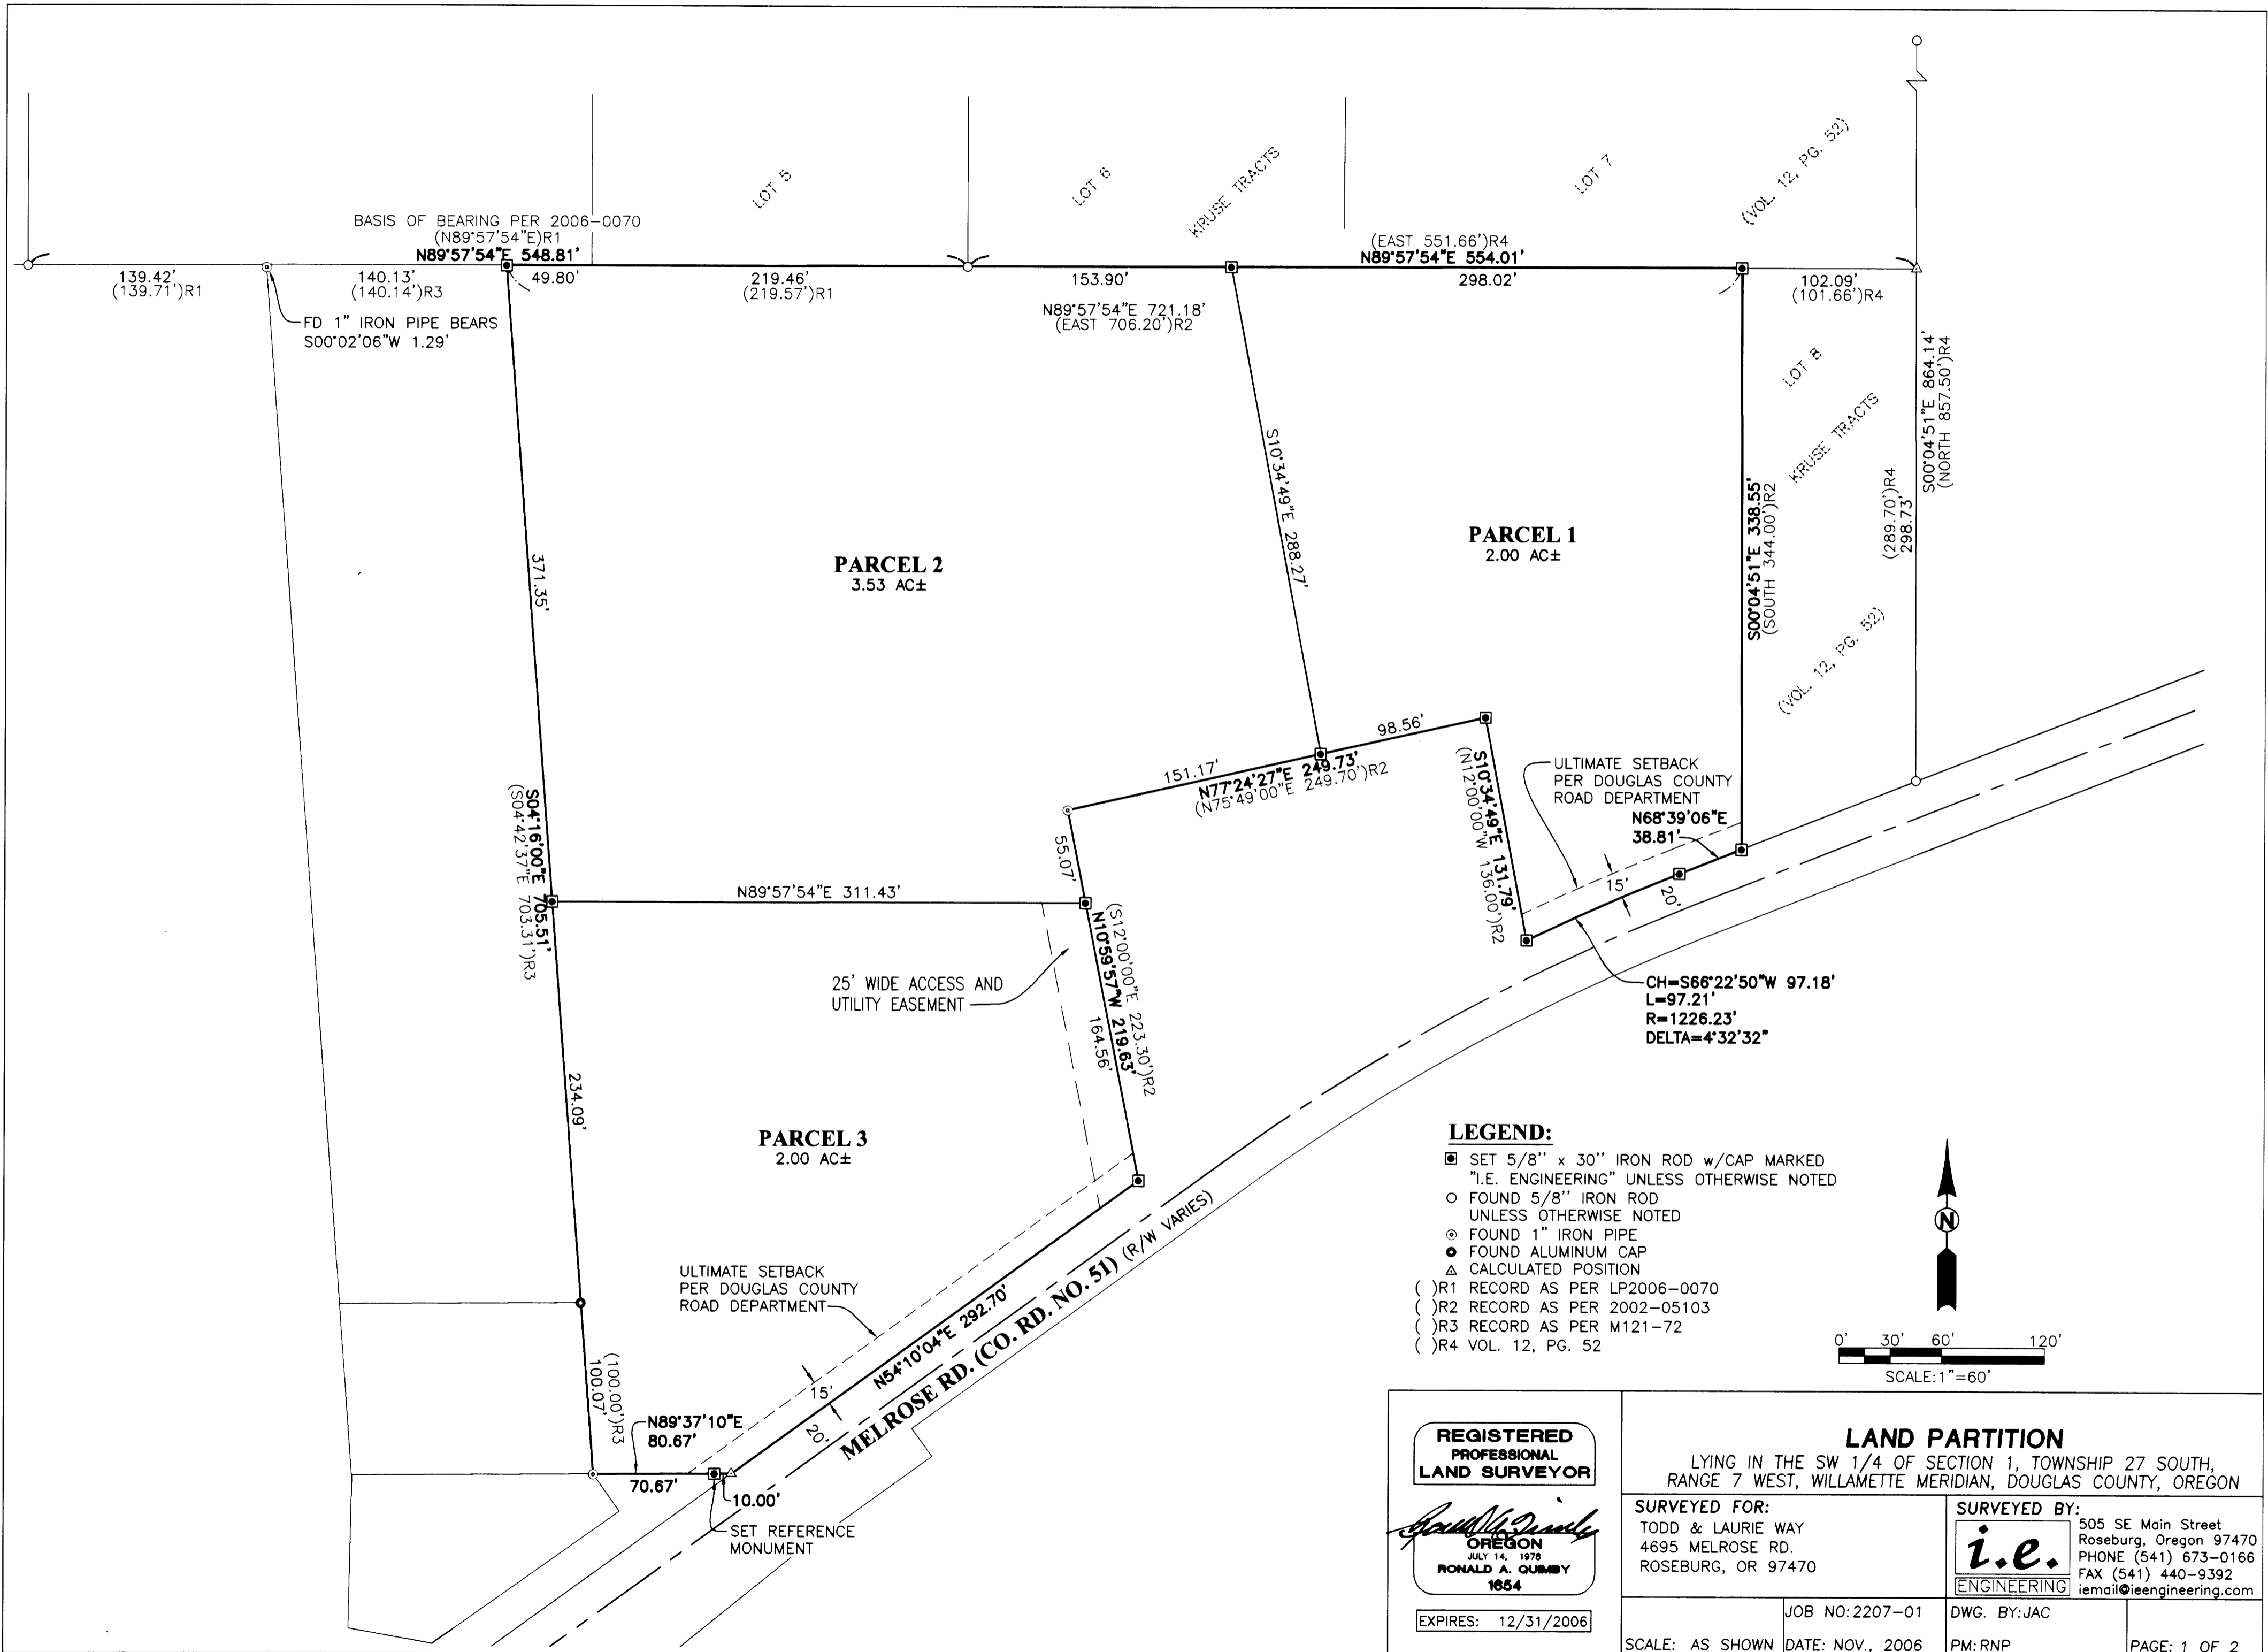 LOT 5
LOT 6
KRUSE TRACTS
LOT 7
(VOL. 12, PG. 52)
BASIS OF BEARING PER 2006-0070
(N89°57'54"E)R1
N89°57'54"E 548.81'
(EAST 551.66')R4
N89°57'54"E 554.01'
139.42'
(139.71')R1
140.13'
(140.14')R3
49.80'
219.46'
(219.57')R1
153.90'
298.02'
102.09'
(101.66')R4
N89°57'54"E 721.18'
(EAST 706.20')R2
FD 1" IRON PIPE BEARS
S00°02'06"W 1.29'
LOT 8
KRUSE TRACTS
(VOL. 12, PG. 52)
S00°04'51"E 864.14'
(NORTH 857.50')R4
(289.70')R4
298.73'
S00°04'51"E 338.55'
(SOUTH 344.00')R2
S10°34'49"E 288.27'
PARCEL 1
2.00 AC±
PARCEL 2
3.53 AC±
371.35'
S04°16'00"E 705.51'
(S04°42'37"E 703.31')R3
98.56'
151.17'
N77°24'27"E 249.73'
(N75°49'00"E 249.70')R2
S10°34'49"E 131.79'
(N12°00'00"W 136.00')R2
ULTIMATE SETBACK
PER DOUGLAS COUNTY
ROAD DEPARTMENT
N68°39'06"E
38.81'
15'
20'
55.07'
N89°57'54"E 311.43'
(S12°00'00"E 223.30')R2
N10°59'57"W 219.63'
164.56'
25' WIDE ACCESS AND
UTILITY EASEMENT
CH=S66°22'50"W 97.18'
L=97.21'
R=1226.23'
DELTA=4°32'32"
234.09'
PARCEL 3
2.00 AC±
ULTIMATE SETBACK
PER DOUGLAS COUNTY
ROAD DEPARTMENT
N54°10'04"E 292.70'
MELROSE RD. (CO. RD. NO. 51) (R/W VARIES)
15'
20'
(100.00')R3
100.07'
N89°37'10"E
80.67'
70.67'
10.00'
SET REFERENCE
MONUMENT
LEGEND:
SET 5/8'' x 30'' IRON ROD w/CAP MARKED
"I.E. ENGINEERING" UNLESS OTHERWISE NOTED
FOUND 5/8'' IRON ROD
UNLESS OTHERWISE NOTED
FOUND 1" IRON PIPE
FOUND ALUMINUM CAP
CALCULATED POSITION
( )R1 RECORD AS PER LP2006-0070
( )R2 RECORD AS PER 2002-05103
( )R3 RECORD AS PER M121-72
( )R4 VOL. 12, PG. 52
N
0' 30' 60' 120'
SCALE: 1"=60'
REGISTERED
PROFESSIONAL
LAND SURVEYOR
OREGON
JULY 14, 1978
RONALD A. QUIMBY
1654
EXPIRES: 12/31/2006
LAND PARTITION
LYING IN THE SW 1/4 OF SECTION 1, TOWNSHIP 27 SOUTH,
RANGE 7 WEST, WILLAMETTE MERIDIAN, DOUGLAS COUNTY, OREGON
SURVEYED FOR:
TODD & LAURIE WAY
4695 MELROSE RD.
ROSEBURG, OR 97470
SURVEYED BY:
i.e.
ENGINEERING
505 SE Main Street
Roseburg, Oregon 97470
PHONE (541) 673-0166
FAX (541) 440-9392
iemail@ieengineering.com
JOB NO: 2207-01
DWG. BY: JAC
SCALE: AS SHOWN
DATE: NOV., 2006
PM: RNP
PAGE: 1 OF 2